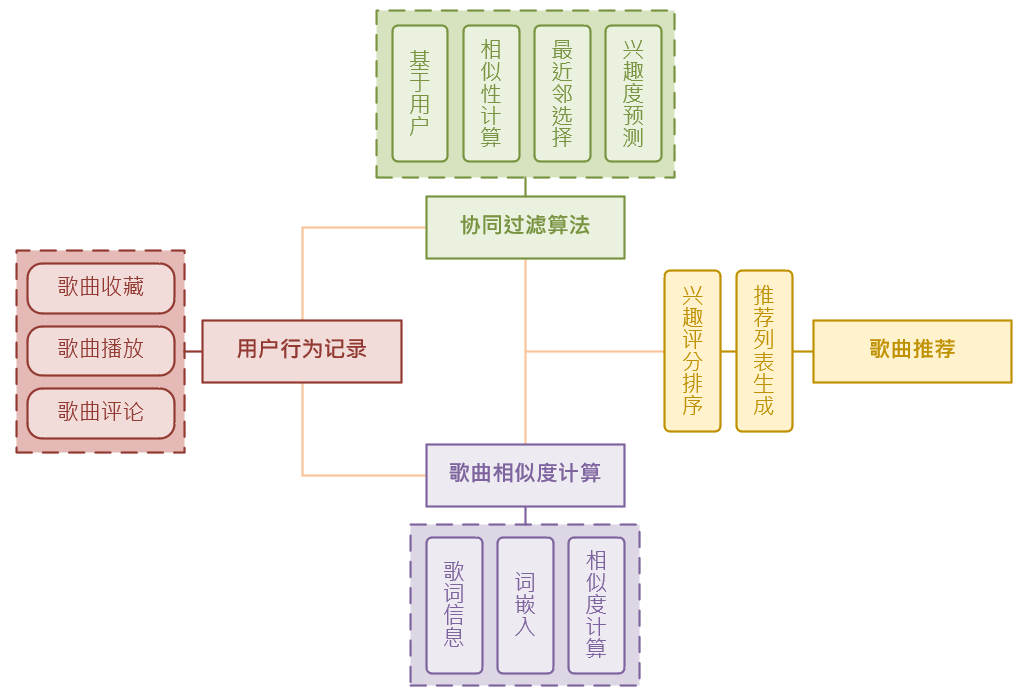 基于用户
相似性计算
最近邻选择
兴趣度预测
协同过滤算法
歌曲收藏
歌曲播放
歌曲评论
用户行为记录
兴趣评分排序
推荐列表生成
歌曲推荐
歌曲相似度计算
歌词信息
词嵌入
相似度计算